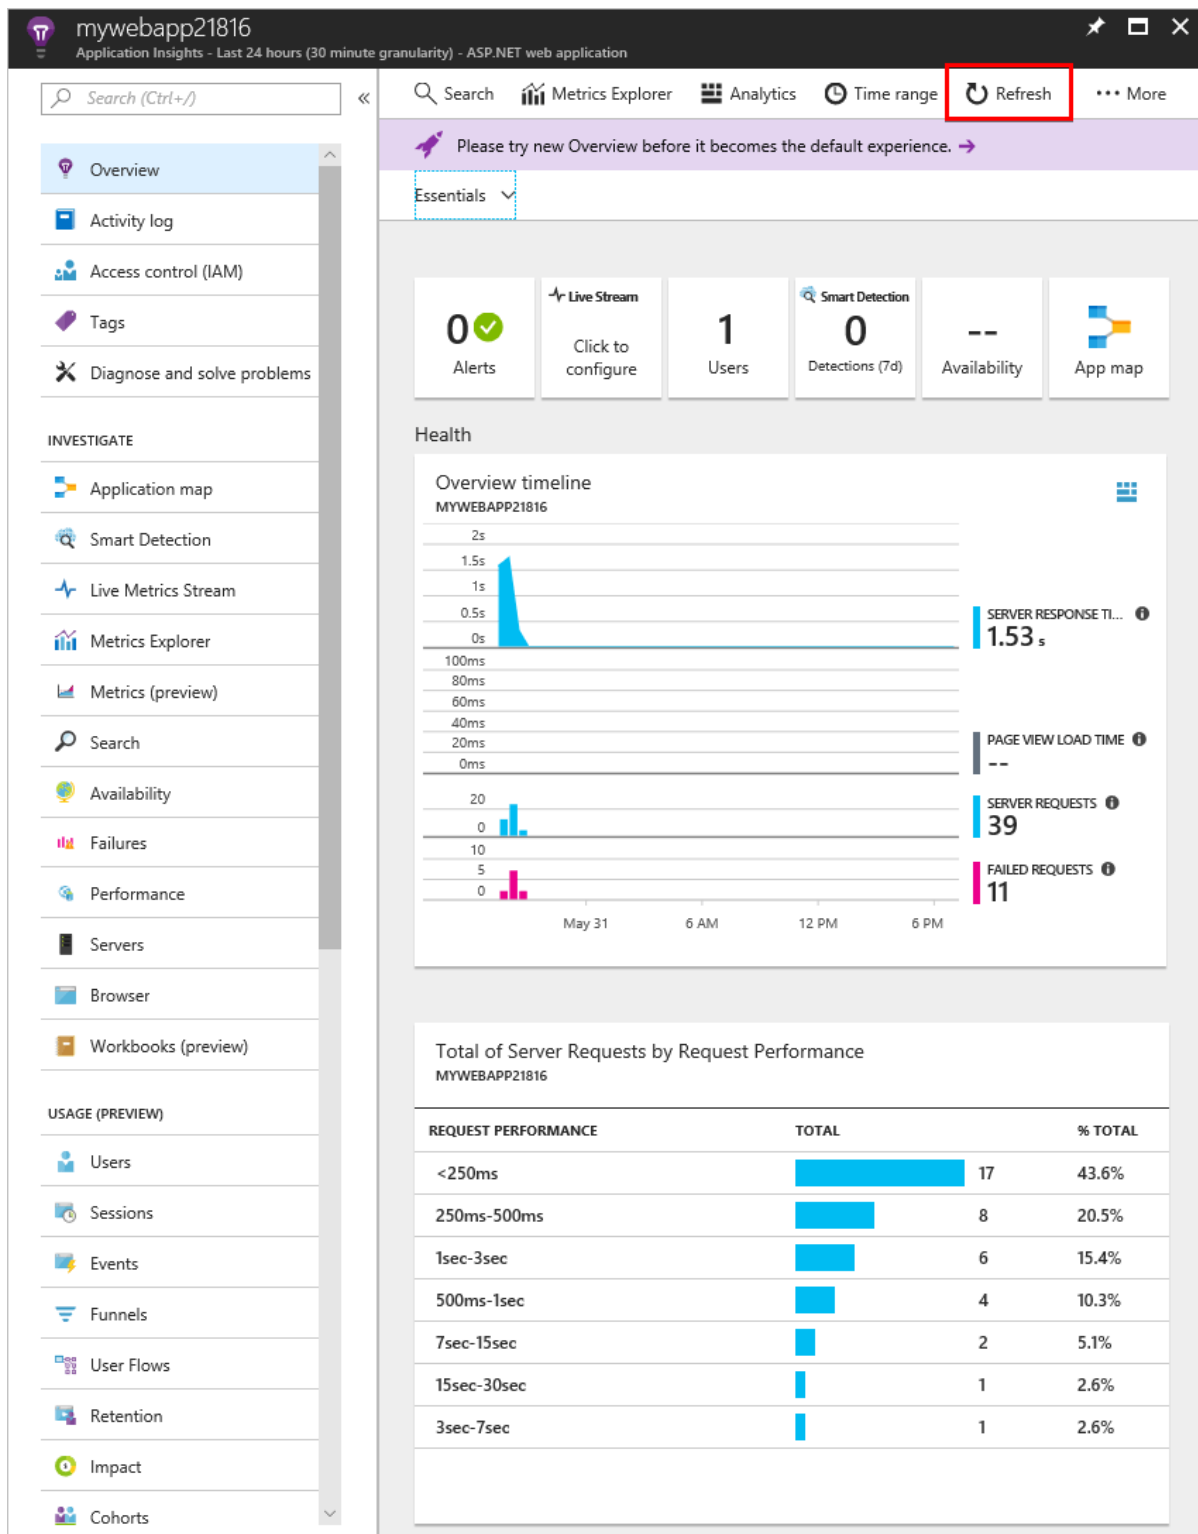 mywebapp21816
Application Insights - Last 24 hours (30 minute granularity) - ASP.NET web application
Search (Ctrl+/)
Search
Metrics Explorer
Analytics
Time range
Refresh
More
Please try new Overview before it becomes the default experience.
Essentials
Overview
Activity log
Access control (IAM)
Tags
Diagnose and solve problems
INVESTIGATE
Application map
Smart Detection
Live Metrics Stream
Metrics Explorer
Metrics (preview)
Search
Availability
Failures
Performance
Servers
Browser
Workbooks (preview)
USAGE (PREVIEW)
Users
Sessions
Events
Funnels
User Flows
Retention
Impact
Cohorts
0
Alerts
Live Stream
Click to
configure
1
Users
Smart Detection
0
Detections (7d)
--
Availability
App map
Health
Overview timeline
MYWEBAPP21816
2s
1.5s
1s
0.5s
0s
SERVER RESPONSE TI...
1.53 s
100ms
80ms
60ms
40ms
20ms
0ms
PAGE VIEW LOAD TIME
--
20
0
SERVER REQUESTS
39
10
5
0
FAILED REQUESTS
11
May 31 6 AM 12 PM 6 PM
Total of Server Requests by Request Performance
MYWEBAPP21816
REQUEST PERFORMANCE TOTAL % TOTAL
<250ms 17 43.6%
250ms-500ms 8 20.5%
1sec-3sec 6 15.4%
500ms-1sec 4 10.3%
7sec-15sec 2 5.1%
15sec-30sec 1 2.6%
3sec-7sec 1 2.6%